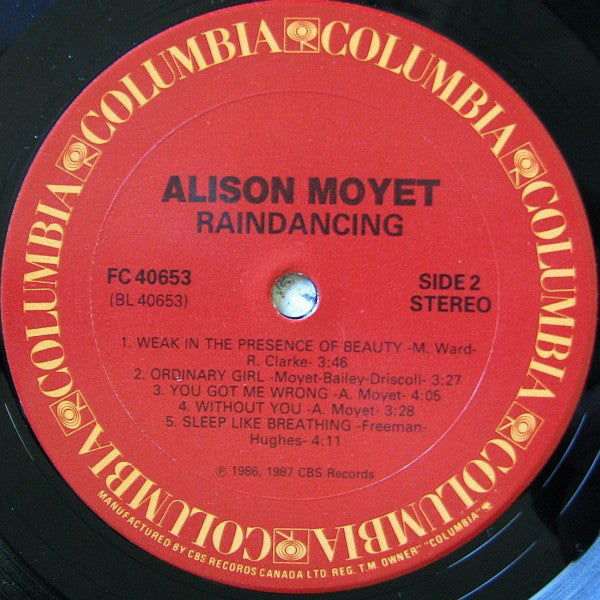 COLUMBIA COLUMBIA COLUMBIA COLUMBIA COLUMBIA COLUMBIA COLUMBIA COLUMBIA
ALISON MOYET
RAINDANCING
FC 40653
(BL 40653)
SIDE 2
STEREO
1. WEAK IN THE PRESENCE OF BEAUTY -M. Ward-
R. Clarke- 3:46
2. ORDINARY GIRL -Moyet-Bailey-Driscoll- 3:27
3. YOU GOT ME WRONG -A. Moyet- 4:05
4. WITHOUT YOU -A. Moyet- 3:28
5. SLEEP LIKE BREATHING -Freeman-
Hughes- 4:11
℗ 1986, 1987 CBS Records
MANUFACTURED BY CBS RECORDS CANADA LTD. REG. T.M. OWNER "COLUMBIA"